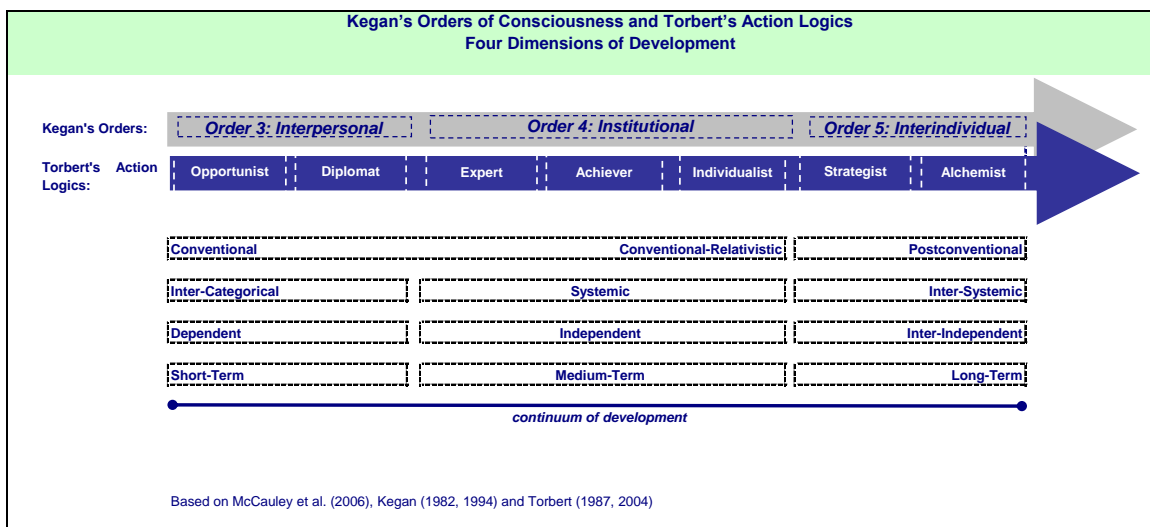 Kegan's Orders of Consciousness and Torbert's Action Logics
Four Dimensions of Development
Kegan's Orders: Order 3: Interpersonal Order 4: Institutional Order 5: Interindividual
Torbert's Action
Logics:
Opportunist Diplomat Expert Achiever Individualist Strategist Alchemist
Conventional Conventional-Relativistic Postconventional
Inter-Categorical Systemic Inter-Systemic
Dependent Independent Inter-Independent
Short-Term Medium-Term Long-Term
continuum of development
Based on McCauley et al. (2006), Kegan (1982, 1994) and Torbert (1987, 2004)